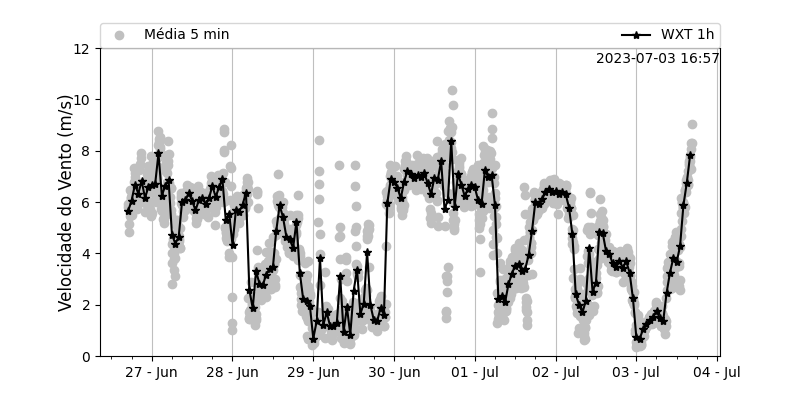 Média 5 min
WXT 1h
2023-07-03 16:57
Velocidade do Vento (m/s)
12
10
8
6
4
2
0
27 - Jun 28 - Jun 29 - Jun 30 - Jun 01 - Jul 02 - Jul 03 - Jul 04 - Jul